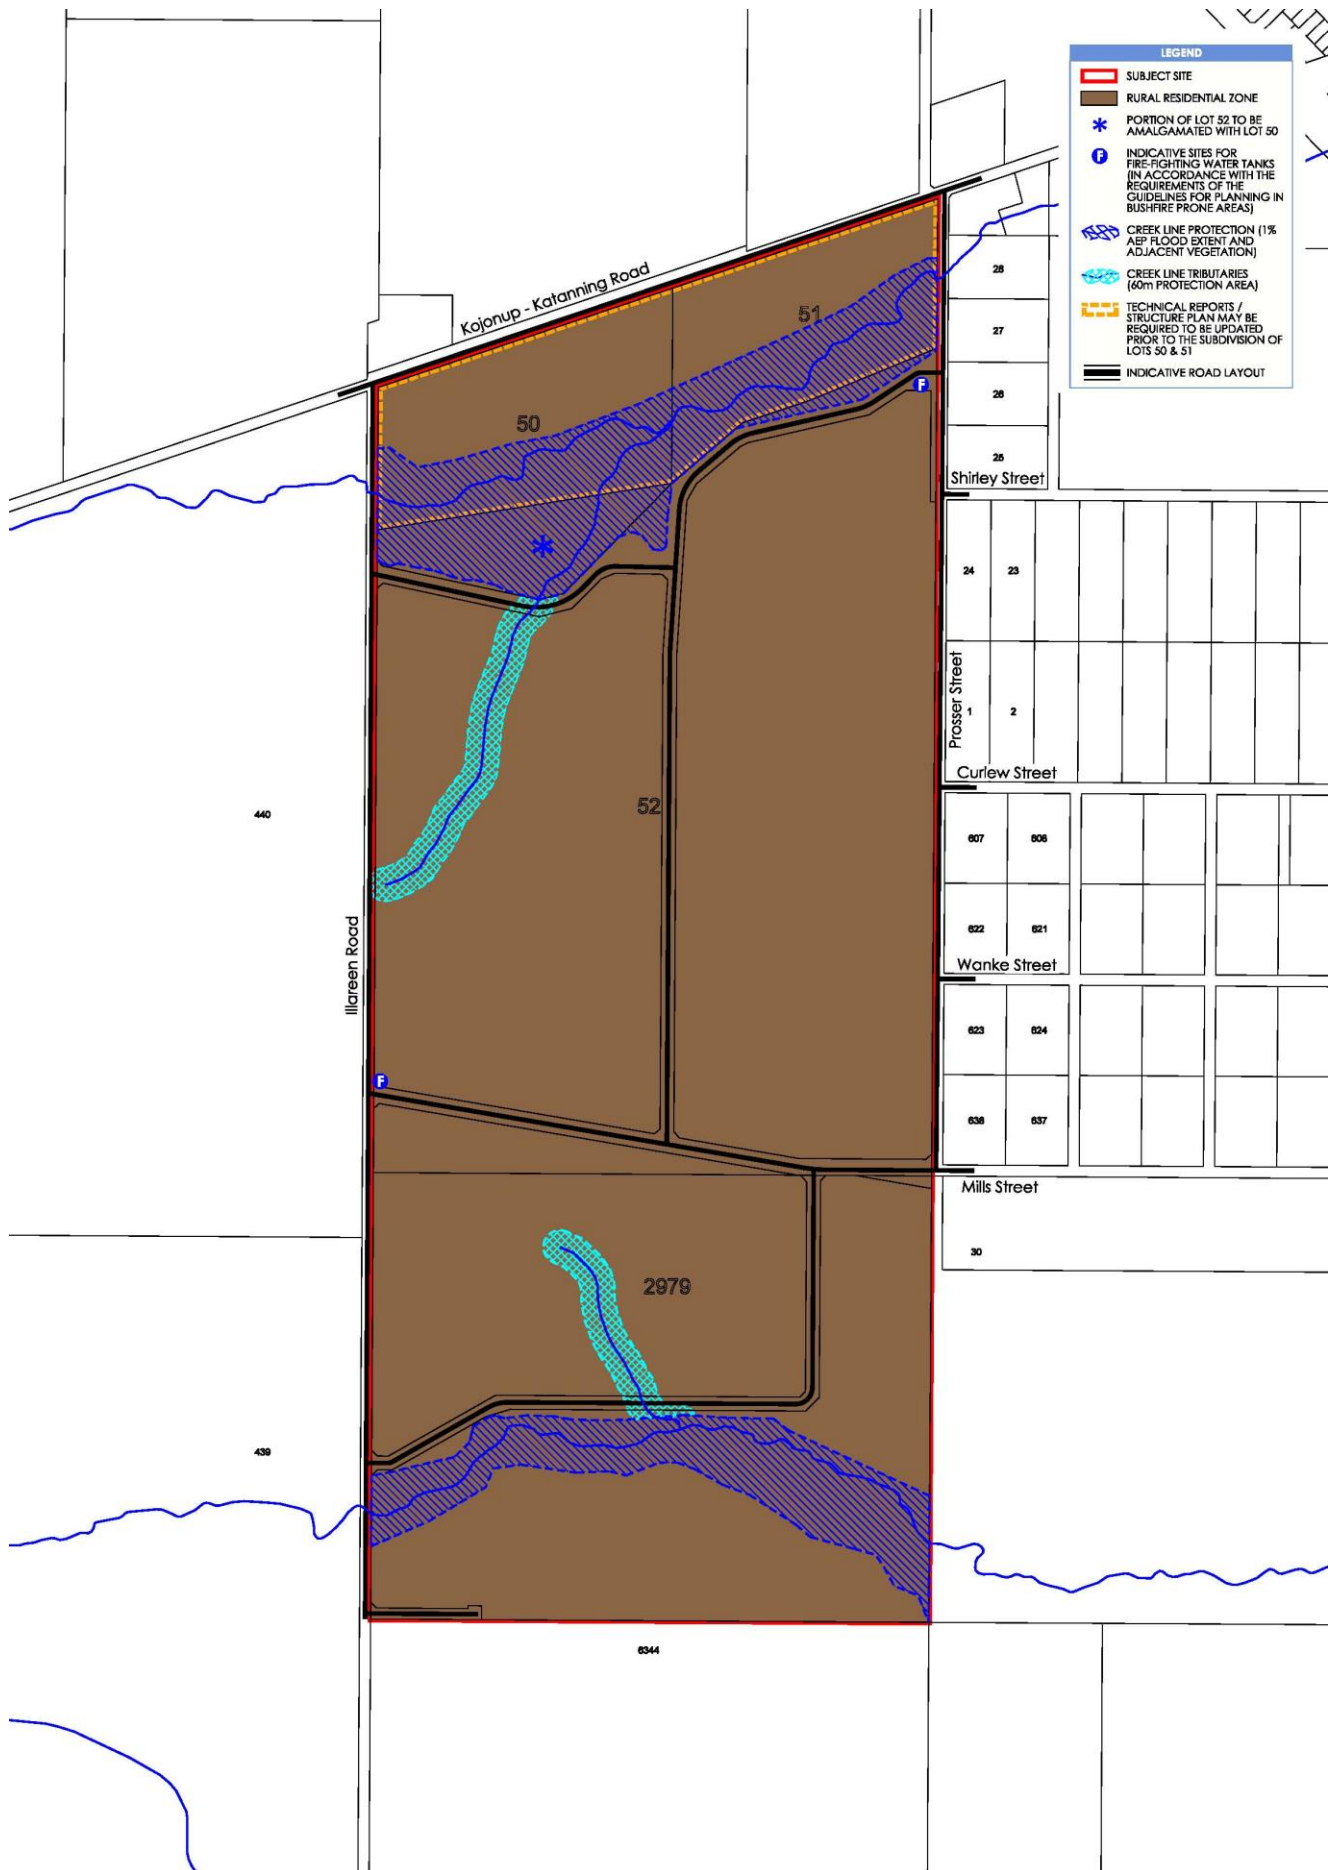 LEGEND
SUBJECT SITE
RURAL RESIDENTIAL ZONE
PORTION OF LOT 52 TO BE
AMALGAMATED WITH LOT 50
F
INDICATIVE SITES FOR
FIRE-FIGHTING WATER TANKS
(IN ACCORDANCE WITH THE
REQUIREMENTS OF THE
GUIDELINES FOR PLANNING IN
BUSHFIRE PRONE AREAS)
CREEK LINE PROTECTION (1%
AEP FLOOD EXTENT AND
ADJACENT VEGETATION)
CREEK LINE TRIBUTARIES
(60m PROTECTION AREA)
TECHNICAL REPORTS /
STRUCTURE PLAN MAY BE
REQUIRED TO BE UPDATED
PRIOR TO THE SUBDIVISION OF
LOTS 50 & 51
INDICATIVE ROAD LAYOUT
Kojonup - Katanning Road
28
51
27
F
26
50
25
Shirley Street
24 23
Prosser Street
1 2
Curlew Street
52
440
607 606
622 621
Illareen Road
Wanke Street
623 624
F
638 637
Mills Street
30
2979
439
6344